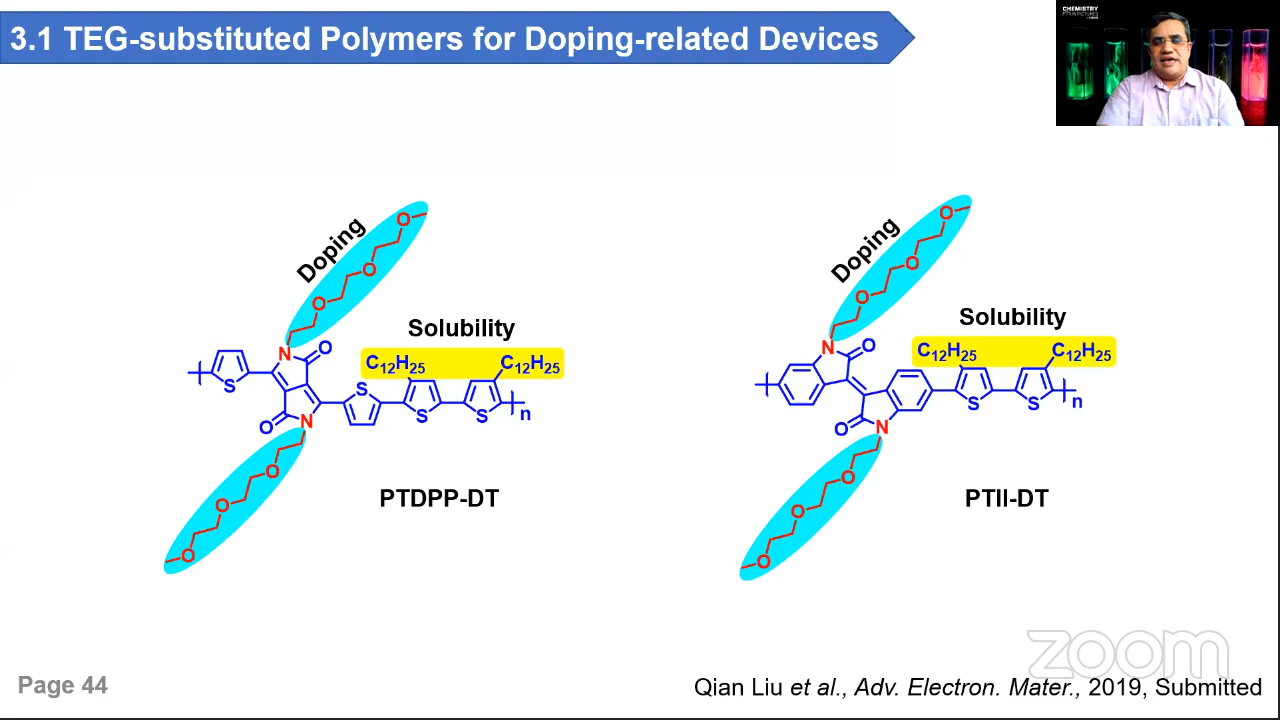 3.1 TEG-substituted Polymers for Doping-related Devices
CHEMISTRY
Doping
O
O
O
Solubility
N
O
C12H25
C12H25
S
S
S
S
n
O
N
O
O
O
PTDPP-DT
Doping
O
O
O
Solubility
N
O
C12H25
C12H25
S
S
n
O
N
O
O
O
PTII-DT
zoom
Page 44
Qian Liu et al., Adv. Electron. Mater., 2019, Submitted